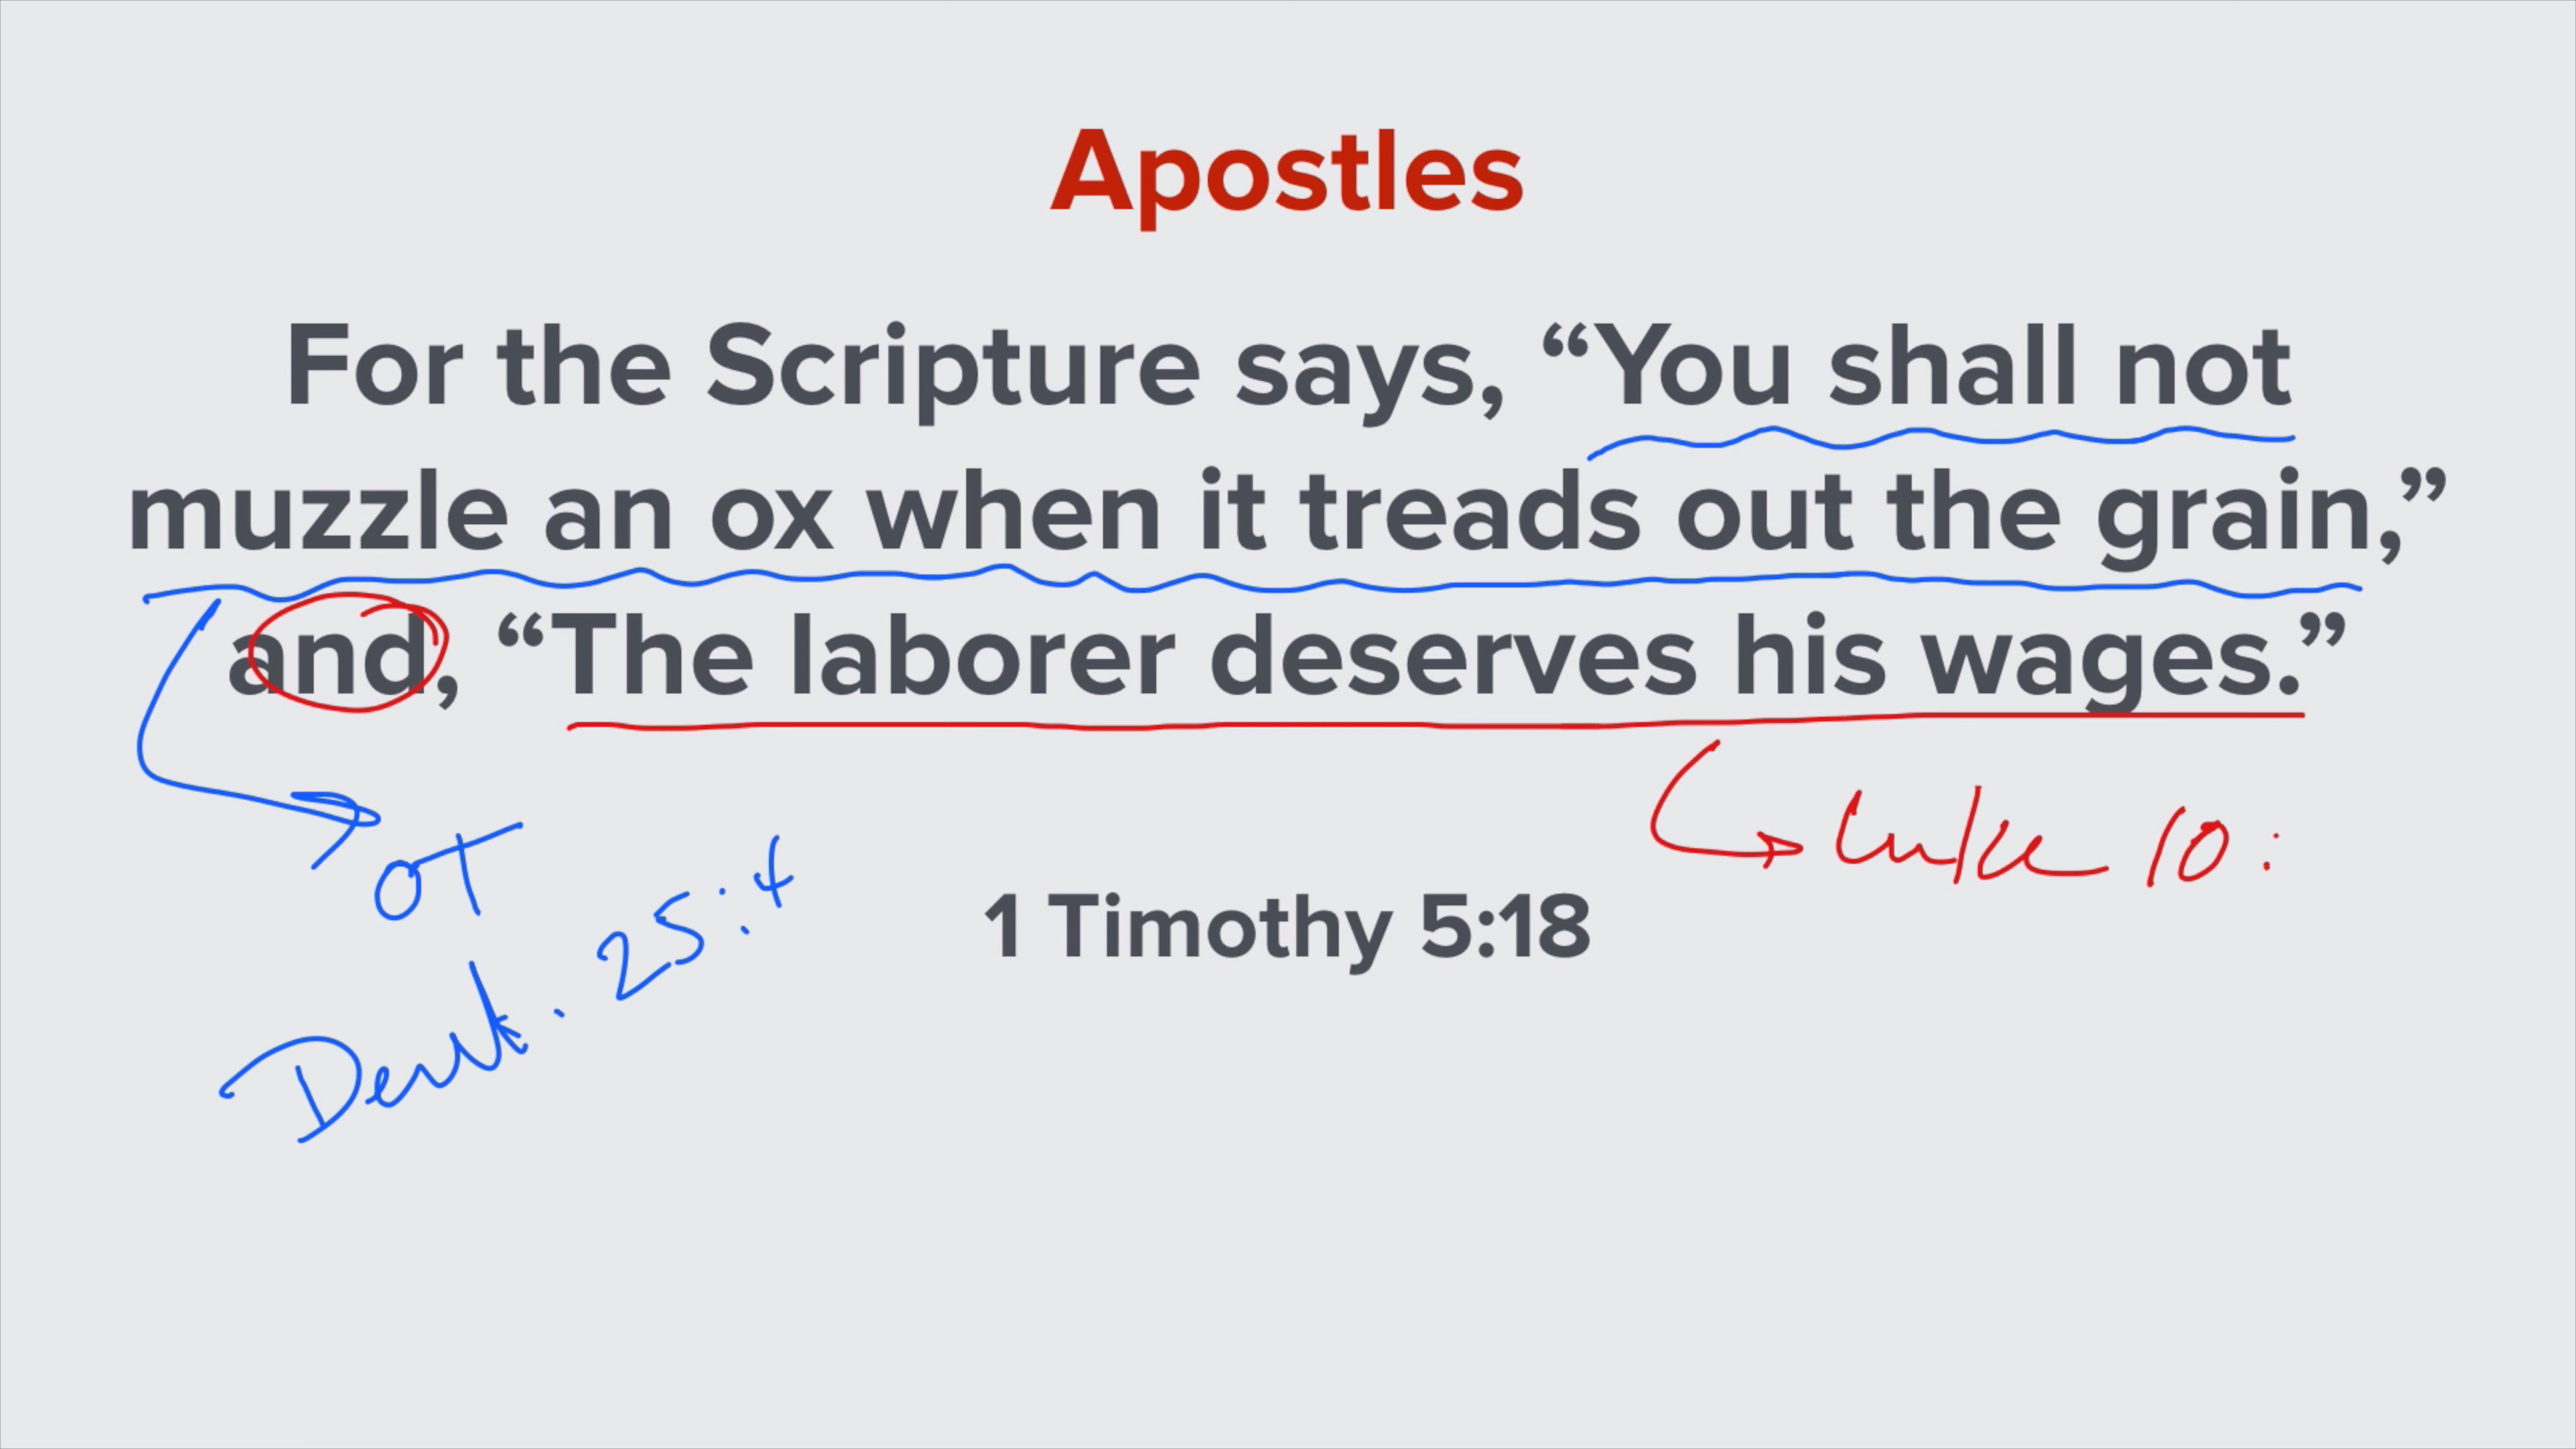 Apostles
For the Scripture says, “You shall not
muzzle an ox when it treads out the grain,”
and, “The laborer deserves his wages.”
Luke 10:
OT
1 Timothy 5:18
Deut. 25:4